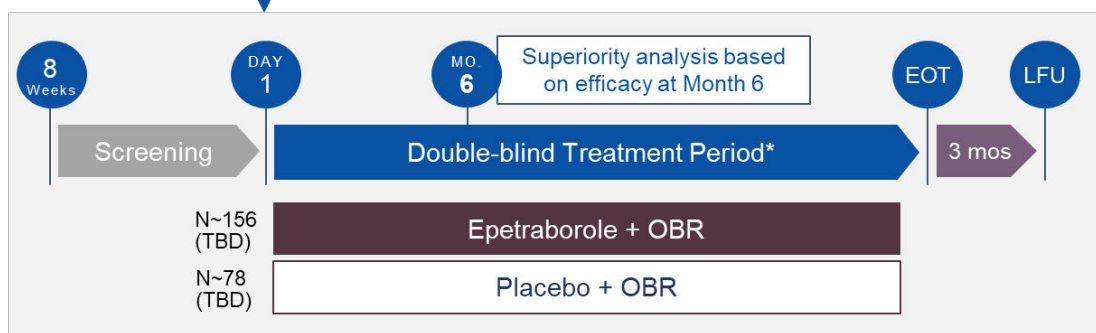 8
Weeks
DAY
1
MO.
6
Superiority analysis based
on efficacy at Month 6
EOT
LFU
Screening
Double-blind Treatment Period*
3 mos
N~156
(TBD)
Epetraborole + OBR
N~78
(TBD)
Placebo + OBR